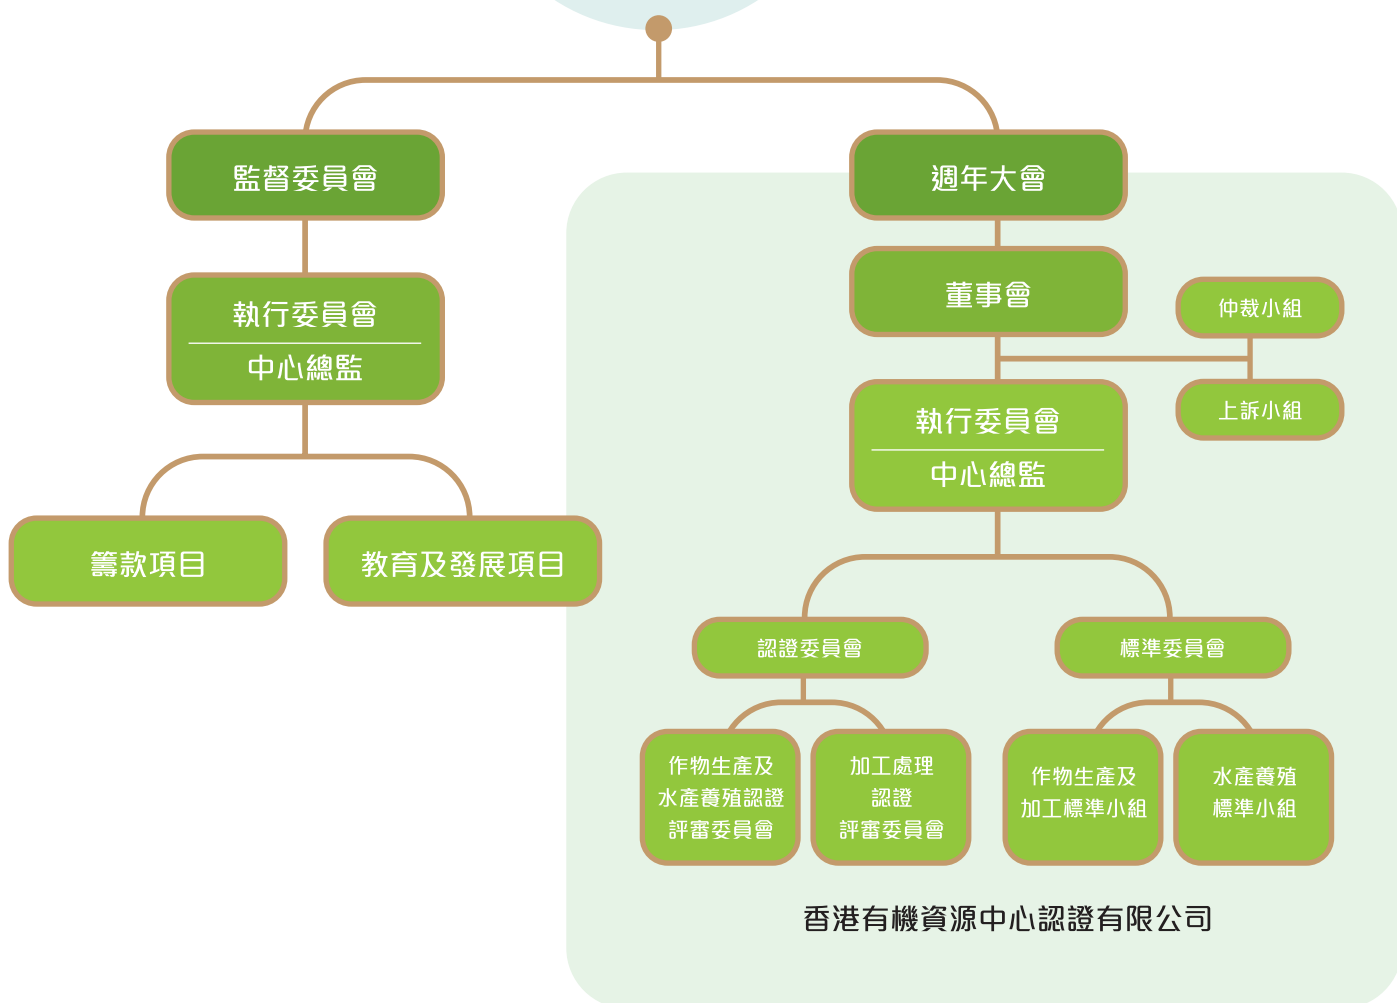 監督委員會
週年大會
董事會
執行委員會
中心總監
仲裁小組
上訴小組
執行委員會
中心總監
籌款項目
教育及發展項目
認證委員會
標準委員會
作物生產及
水產養殖認證
評審委員會
加工處理
認證
評審委員會
作物生產及
加工標準小組
水產養殖
標準小組
香港有機資源中心認證有限公司